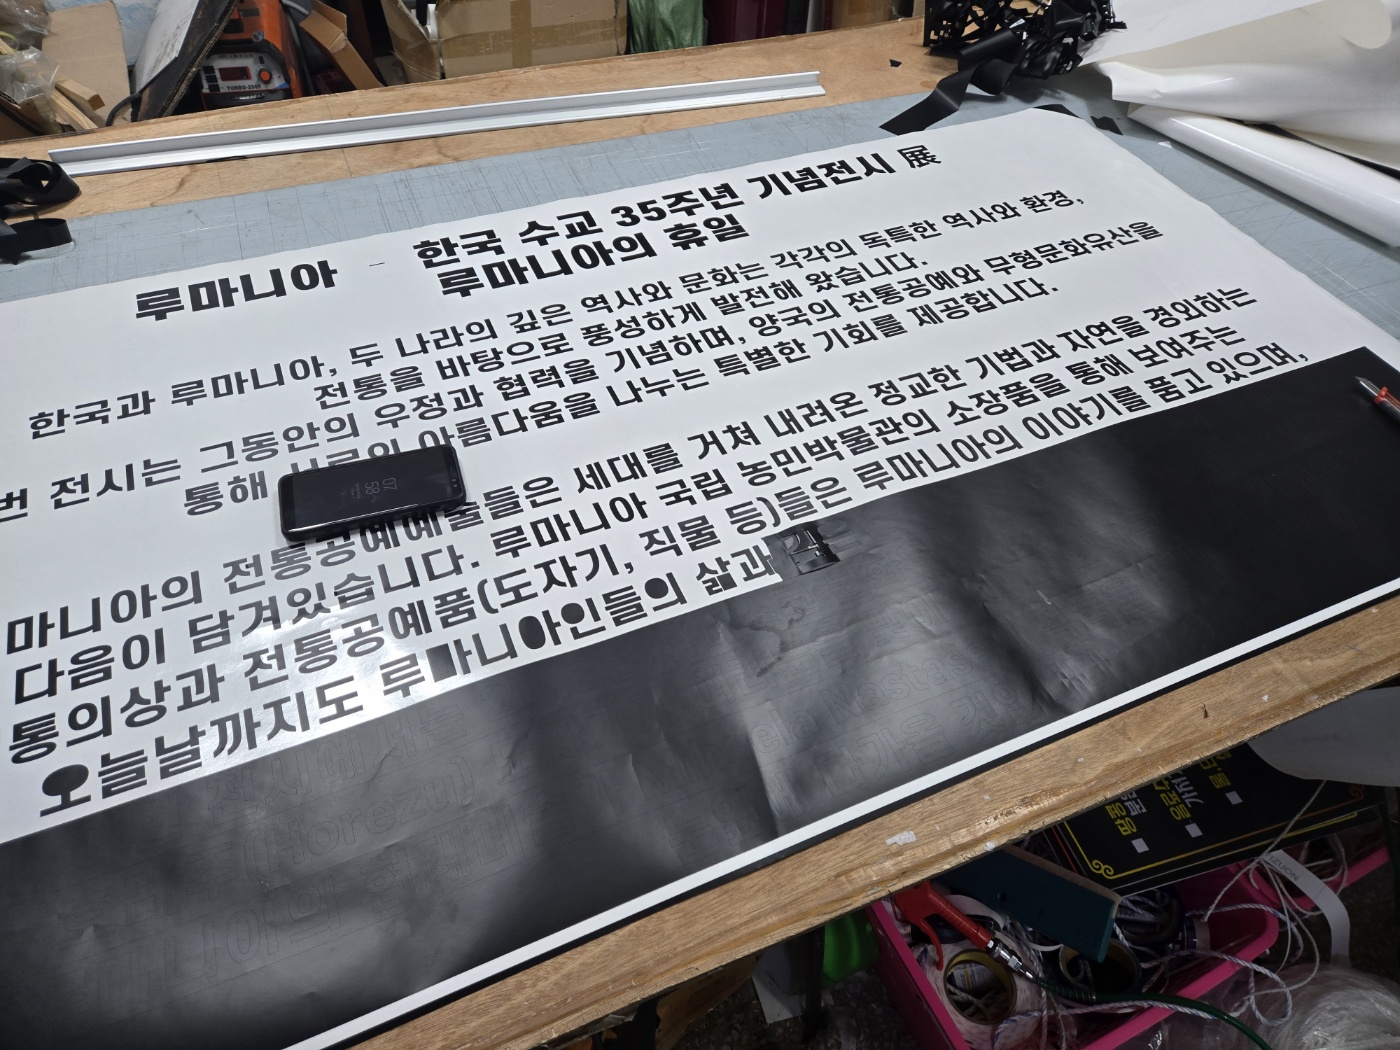 루마니아 - 한국 수교 35주년 기념전시 展
루마니아의 휴일
한국과 루마니아, 두 나라의 깊은 역사와 문화는 각각의 독특한 역사와 환경,
전통을 바탕으로 풍성하게 발전해 왔습니다.
번 전시는 그동안의 우정과 협력을 기념하며, 양국의 전통공예와 무형문화유산을
통해 서로의 아름다움을 나누는 특별한 기회를 제공합니다.
마니아의 전통공예예술들은 세대를 거쳐 내려온 정교한 기법과 자연을 경외하는
다음이 담겨있습니다. 루마니아 국립 농민박물관의 소장품을 통해 보여주는
통의상과 전통공예품(도자기, 직물 등)들은 루마니아의 이야기를 품고 있으며,
오늘날까지도 루마니아인들의 삶과
(Horezu)
07
58
TURBO-200T